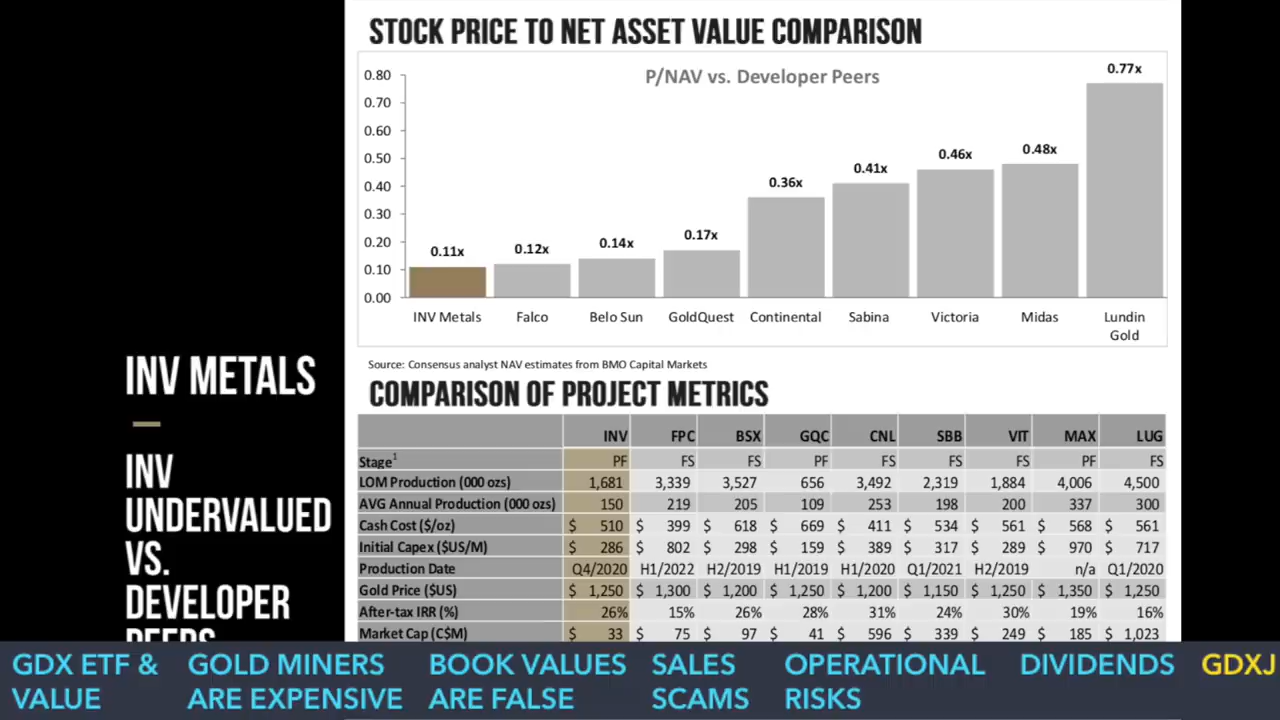 STOCK PRICE TO NET ASSET VALUE COMPARISON
P/NAV vs. Developer Peers
0.80
0.70
0.60
0.50
0.40
0.30
0.20
0.10
0.00
0.11x
0.12x
0.14x
0.17x
0.36x
0.41x
0.46x
0.48x
0.77x
INV Metals Falco Belo Sun GoldQuest Continental Sabina Victoria Midas Lundin
Gold
Source: Consensus analyst NAV estimates from BMO Capital Markets
INV METALS
INV
UNDERVALUED
VS.
DEVELOPER
PEERS
COMPARISON OF PROJECT METRICS
INV FPC BSX GQC CNL SBB VIT MAX LUG
Stage1 PF FS FS PF FS FS FS PF FS
LOM Production (000 ozs) 1,681 3,339 3,527 656 3,492 2,319 1,884 4,006 4,500
AVG Annual Production (000 ozs) 150 219 205 109 253 198 200 337 300
Cash Cost ($/oz) $ 510 $ 399 $ 618 $ 669 $ 411 $ 534 $ 561 $ 568 $ 561
Initial Capex ($US/M) $ 286 $ 802 $ 298 $ 159 $ 389 $ 317 $ 289 $ 970 $ 717
Production Date Q4/2020 H1/2022 H2/2019 H1/2019 H1/2020 Q1/2021 H2/2019 n/a Q1/2020
Gold Price ($US) $ 1,250 $ 1,300 $ 1,200 $ 1,250 $ 1,200 $ 1,150 $ 1,250 $ 1,350 $ 1,250
After-tax IRR (%) 26% 15% 26% 28% 31% 24% 30% 19% 16%
Market Cap (C$M) $ 33 $ 75 $ 97 $ 41 $ 596 $ 339 $ 249 $ 185 $ 1,023
GDX ETF &
VALUE
GOLD MINERS
ARE EXPENSIVE
BOOK VALUES
ARE FALSE
SALES
SCAMS
OPERATIONAL
RISKS
DIVIDENDS
GDXJ